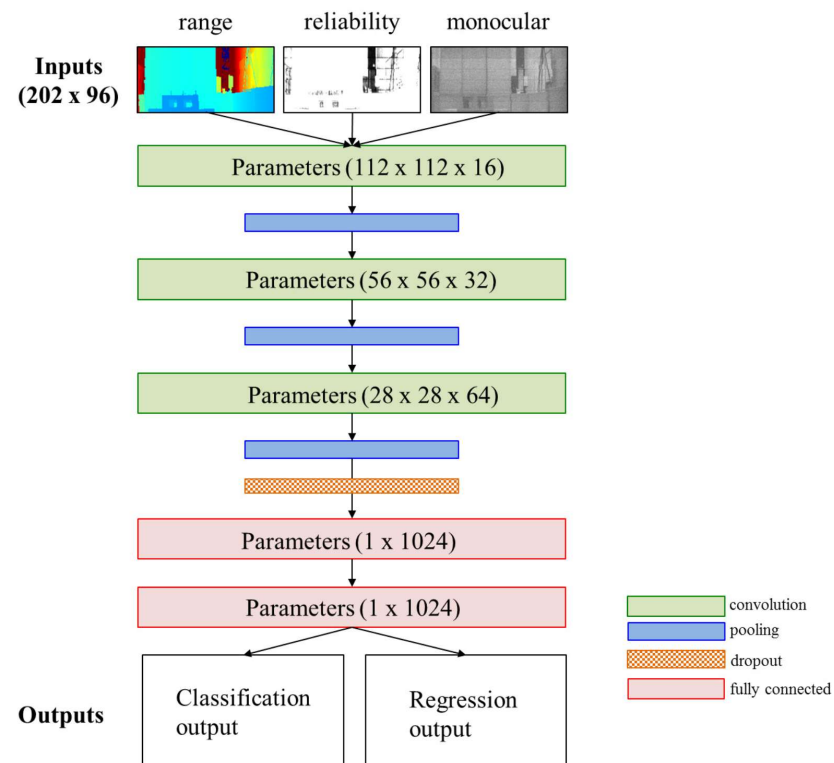 range
reliability
monocular
Inputs
(202 x 96)
Parameters (112 x 112 x 16)
Parameters (56 x 56 x 32)
Parameters (28 x 28 x 64)
Parameters (1 x 1024)
Parameters (1 x 1024)
convolution
pooling
dropout
fully connected
Outputs
Classification
output
Regression
output